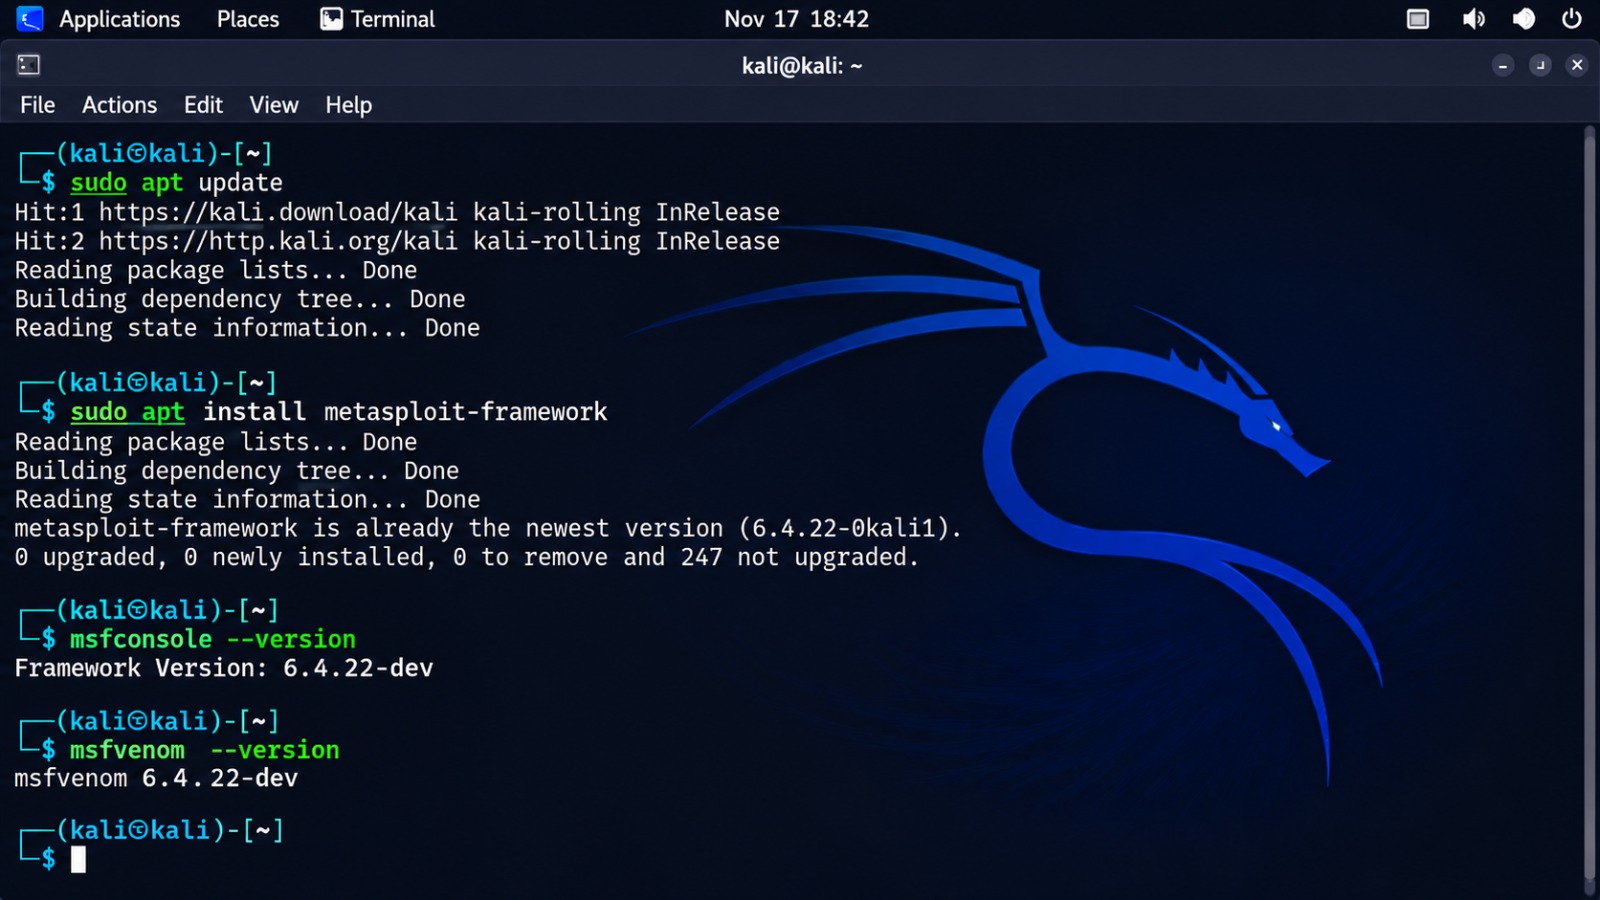 Applications Places Terminal Nov 17 18:42
kali@kali: ~
File Actions Edit View Help
┌──(kali㉿kali)-[~]
└─$ sudo apt update
Hit:1 https://kali.download/kali kali-rolling InRelease
Hit:2 https://http.kali.org/kali kali-rolling InRelease
Reading package lists... Done
Building dependency tree... Done
Reading state information... Done
┌──(kali㉿kali)-[~]
└─$ sudo apt install metasploit-framework
Reading package lists... Done
Building dependency tree... Done
Reading state information... Done
metasploit-framework is already the newest version (6.4.22-0kali1).
0 upgraded, 0 newly installed, 0 to remove and 247 not upgraded.
┌──(kali㉿kali)-[~]
└─$ msfconsole --version
Framework Version: 6.4.22-dev
┌──(kali㉿kali)-[~]
└─$ msfvenom --version
msfvenom 6.4.22-dev
┌──(kali㉿kali)-[~]
└─$